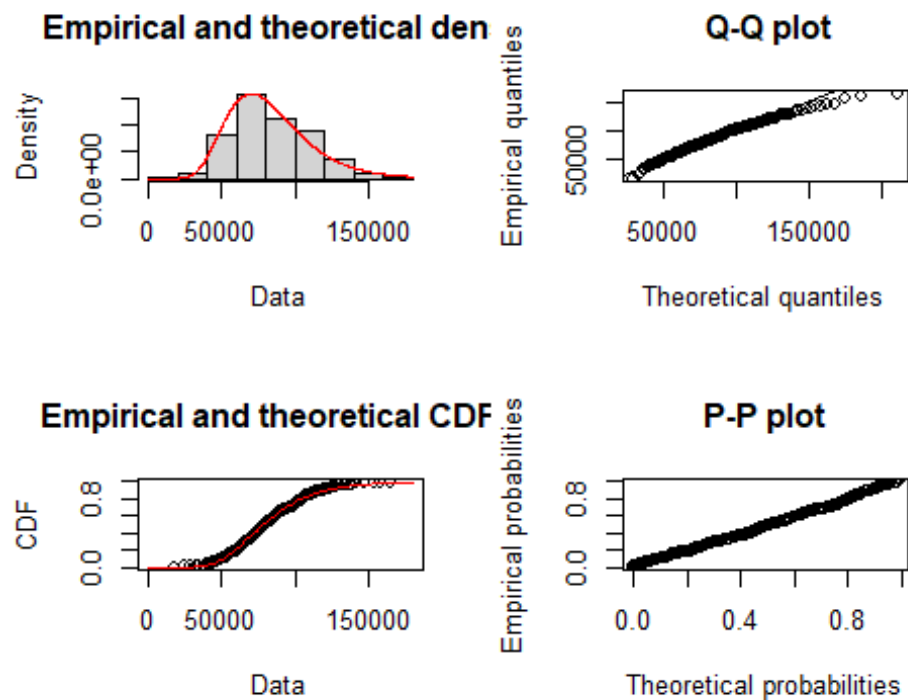 Empirical and theoretical den
Density
0.0e+00
0 50000 150000
Data
Q-Q plot
Empirical quantiles
50000
50000 150000
Theoretical quantiles
Empirical and theoretical CDF
CDF
0.0 0.8
0 50000 150000
Data
P-P plot
Empirical probabilities
0.0 0.8
0.0 0.4 0.8
Theoretical probabilities